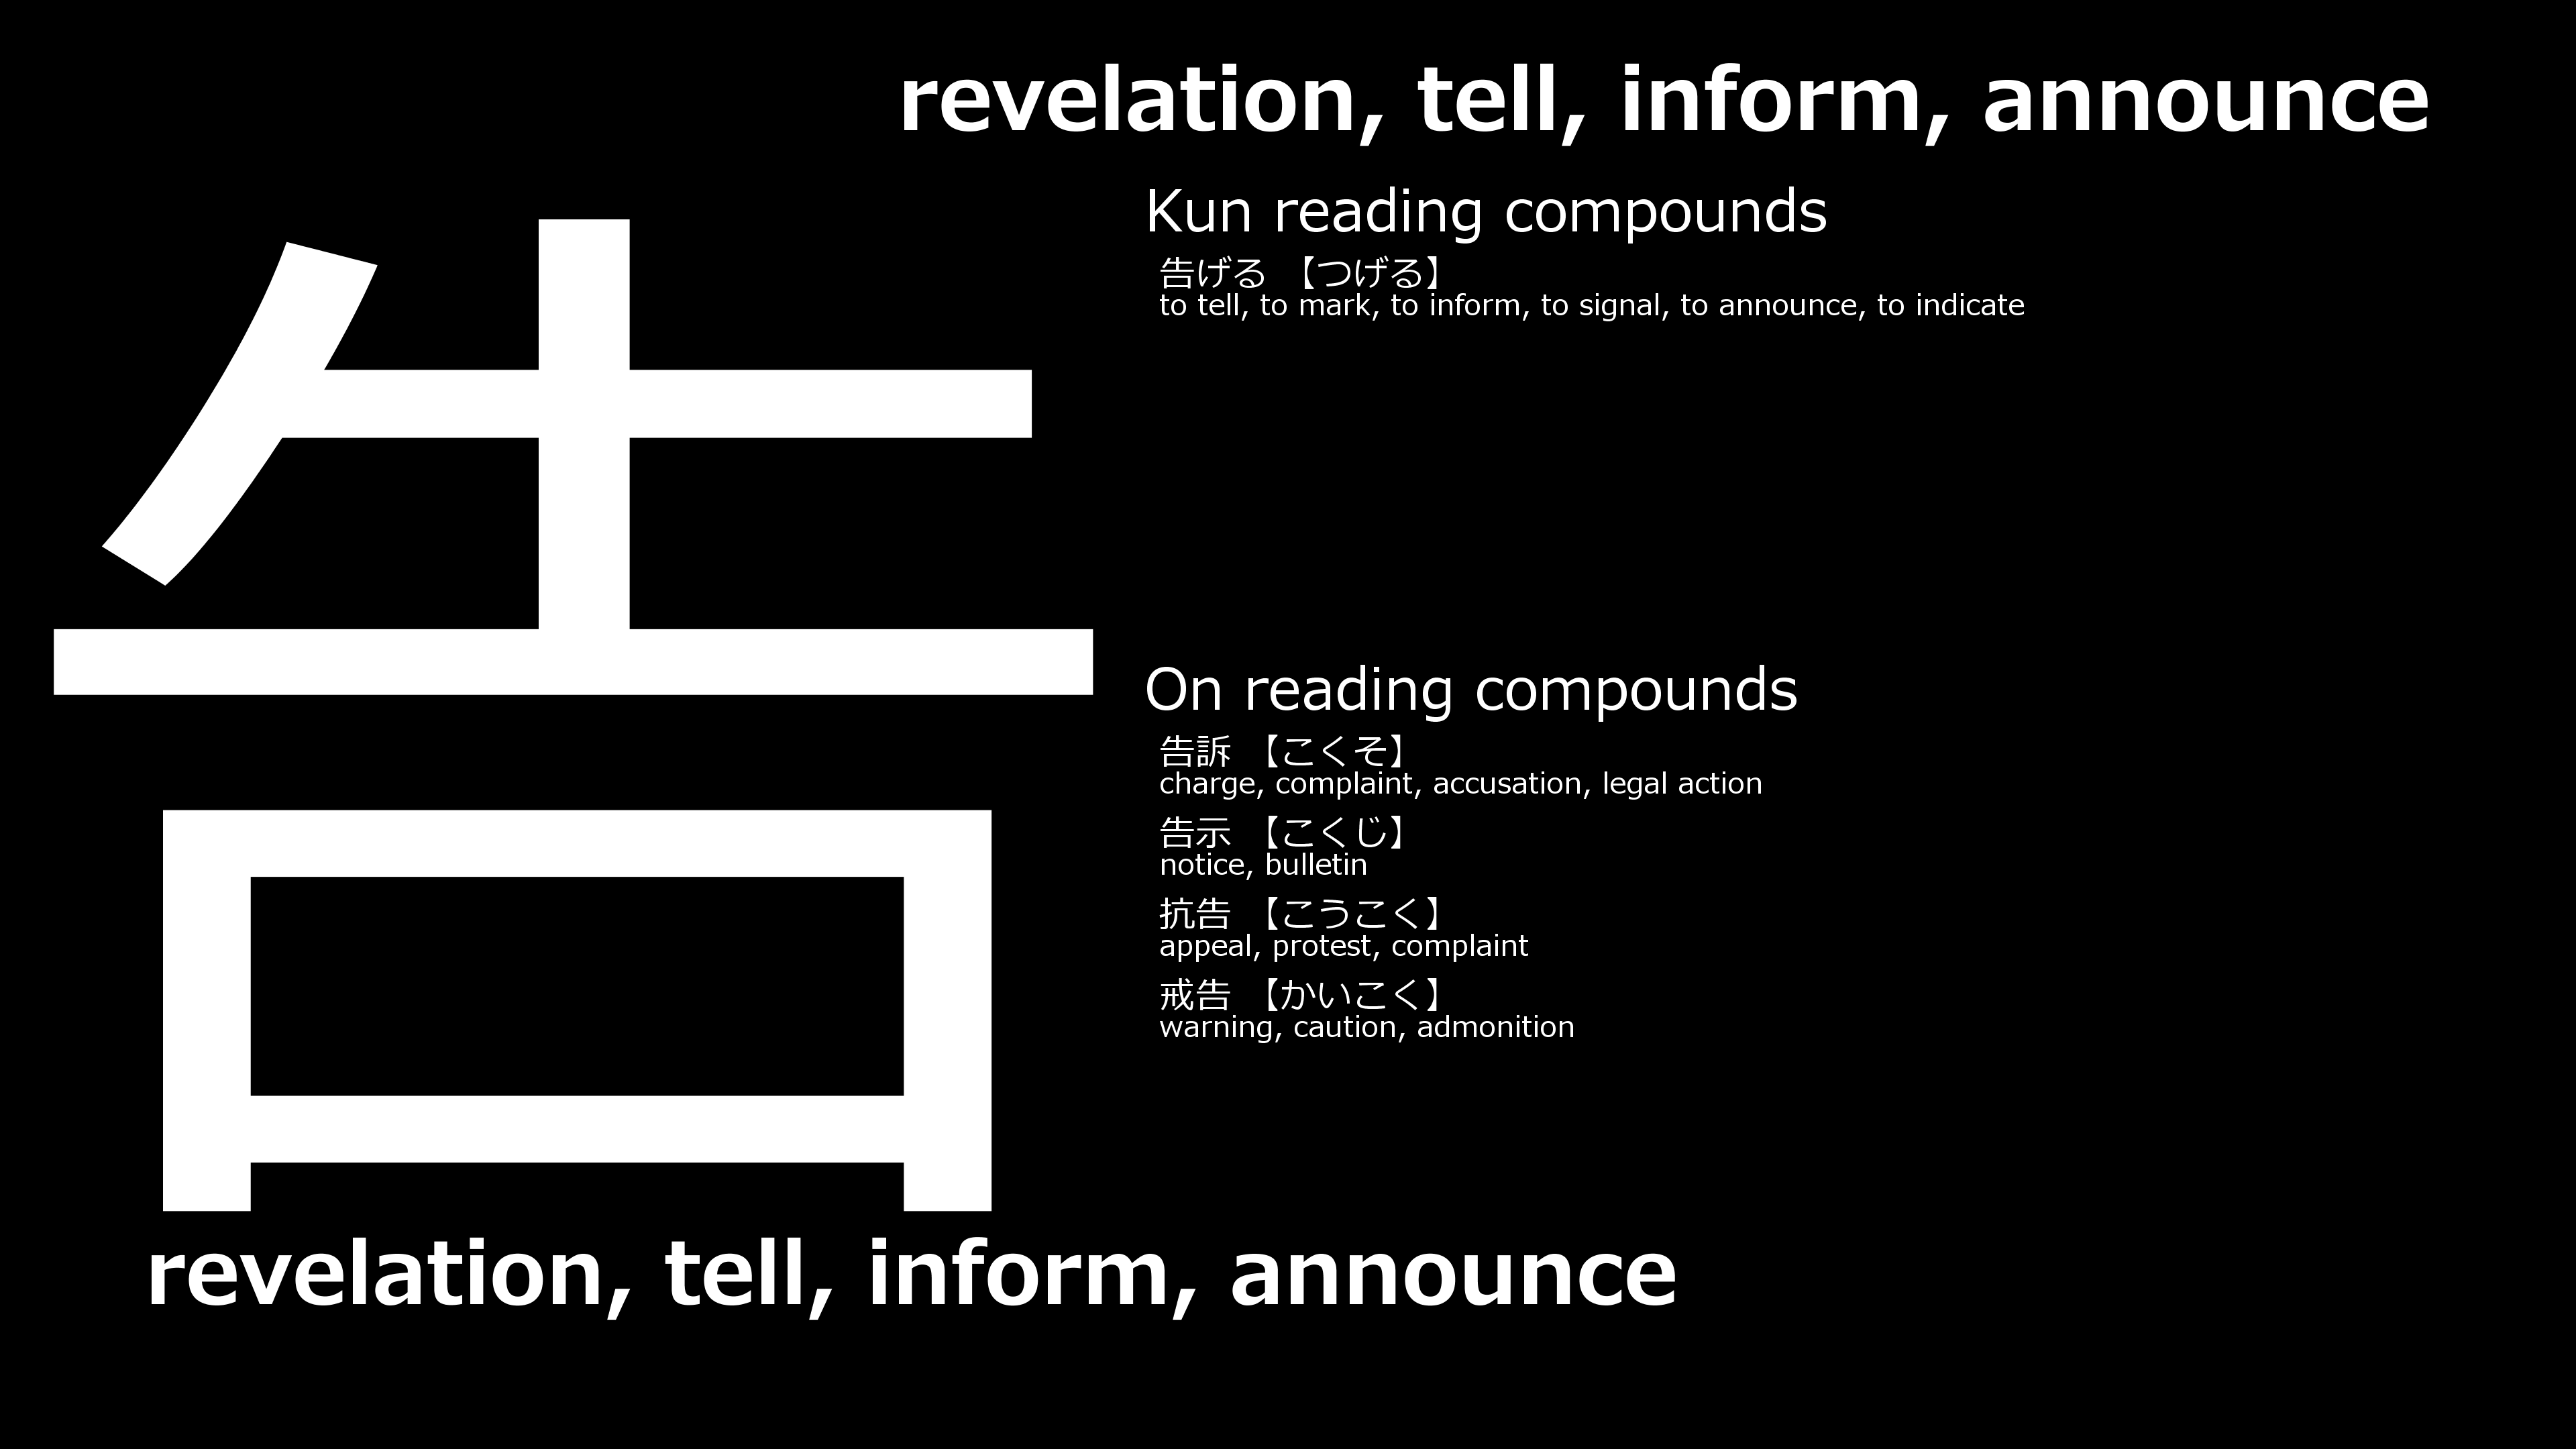 revelation, tell, inform, announce
告
Kun reading compounds
告げる 【つげる】
to tell, to mark, to inform, to signal, to announce, to indicate
On reading compounds
告訴 【こくそ】
charge, complaint, accusation, legal action
告示 【こくじ】
notice, bulletin
抗告 【こうこく】
appeal, protest, complaint
戒告 【かいこく】
warning, caution, admonition
revelation, tell, inform, announce